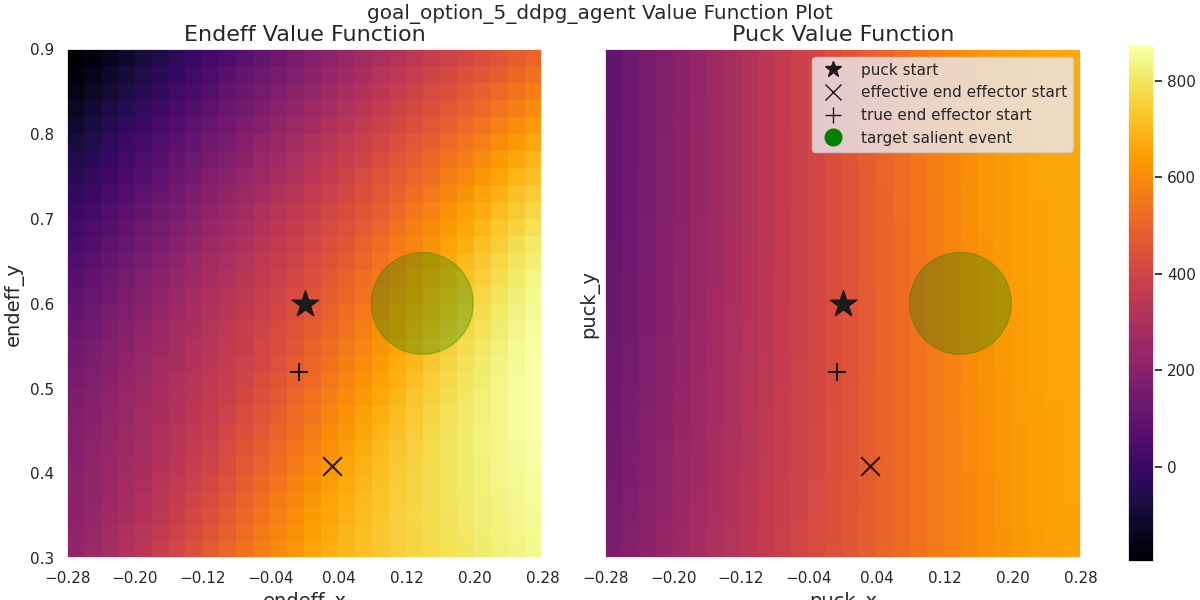 goal_option_5_ddpg_agent Value Function Plot
Endeff Value Function
Puck Value Function
endeff_y
0.9
0.8
0.7
0.6
0.5
0.4
0.3
−0.28 −0.20 −0.12 −0.04 0.04 0.12 0.20 0.28
endeff_x
puck_y
puck start
effective end effector start
true end effector start
target salient event
−0.28 −0.20 −0.12 −0.04 0.04 0.12 0.20 0.28
puck_x
800
600
400
200
0